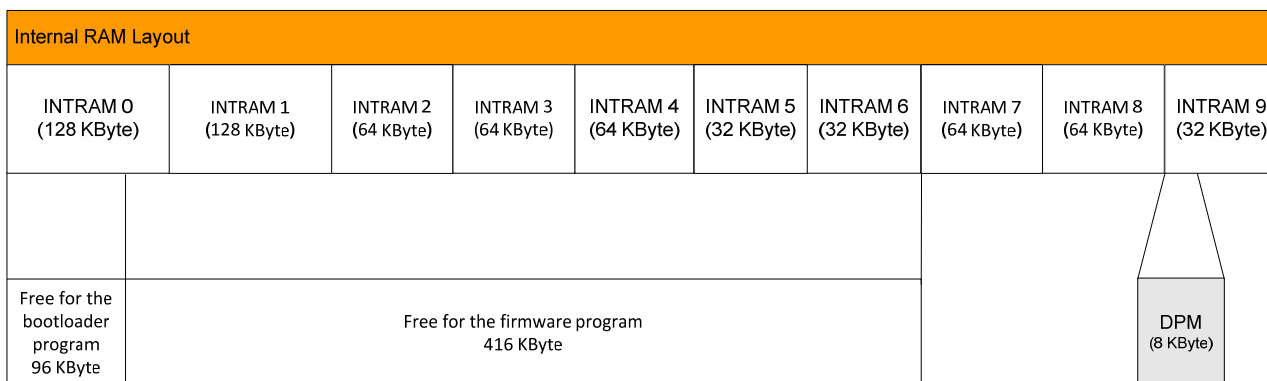 Internal RAM Layout
INTRAM 0
(128 KByte)
INTRAM 1
(128 KByte)
INTRAM 2
(64 KByte)
INTRAM 3
(64 KByte)
INTRAM 4
(64 KByte)
INTRAM 5
(32 KByte)
INTRAM 6
(32 KByte)
INTRAM 7
(64 KByte)
INTRAM 8
(64 KByte)
INTRAM 9
(32 KByte)
Free for the
bootloader
program
96 KByte
Free for the firmware program
416 KByte
DPM
(8 KByte)